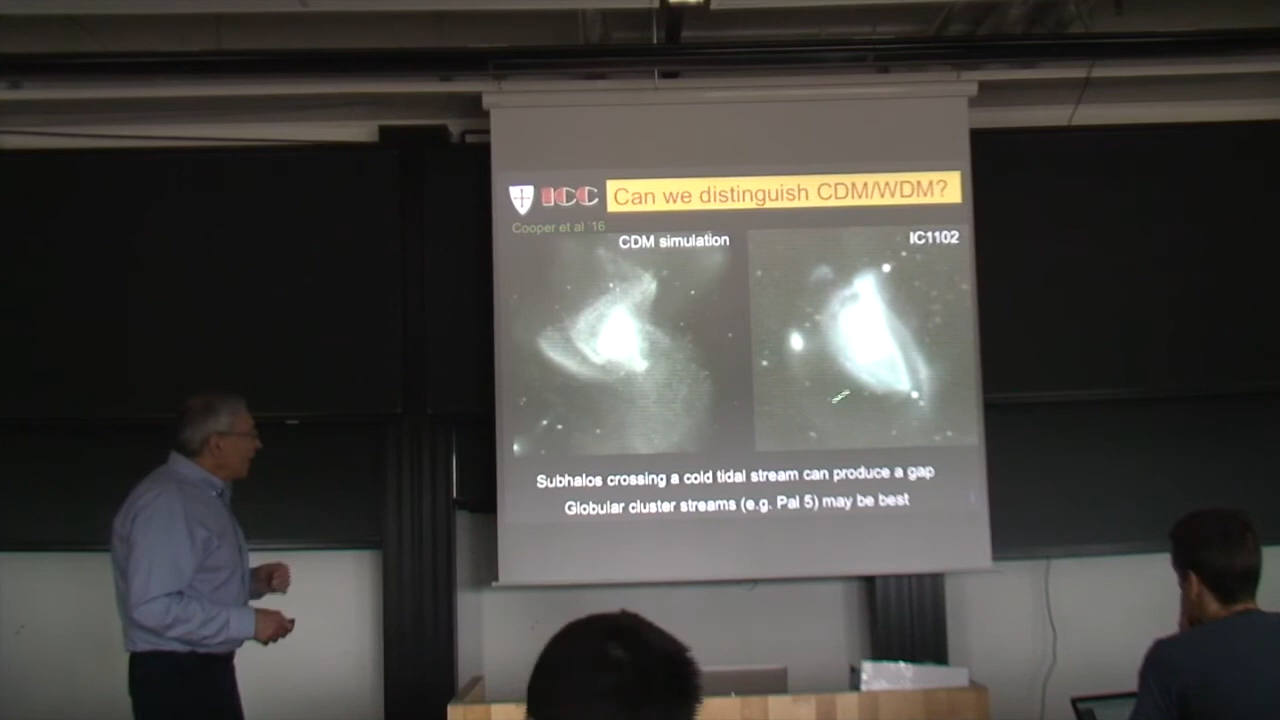 ICC
Can we distinguish CDM/WDM?
Cooper et al '16
CDM simulation
IC1102
Subhalos crossing a cold tidal stream can produce a gap
Globular cluster streams (e.g. Pal 5) may be best